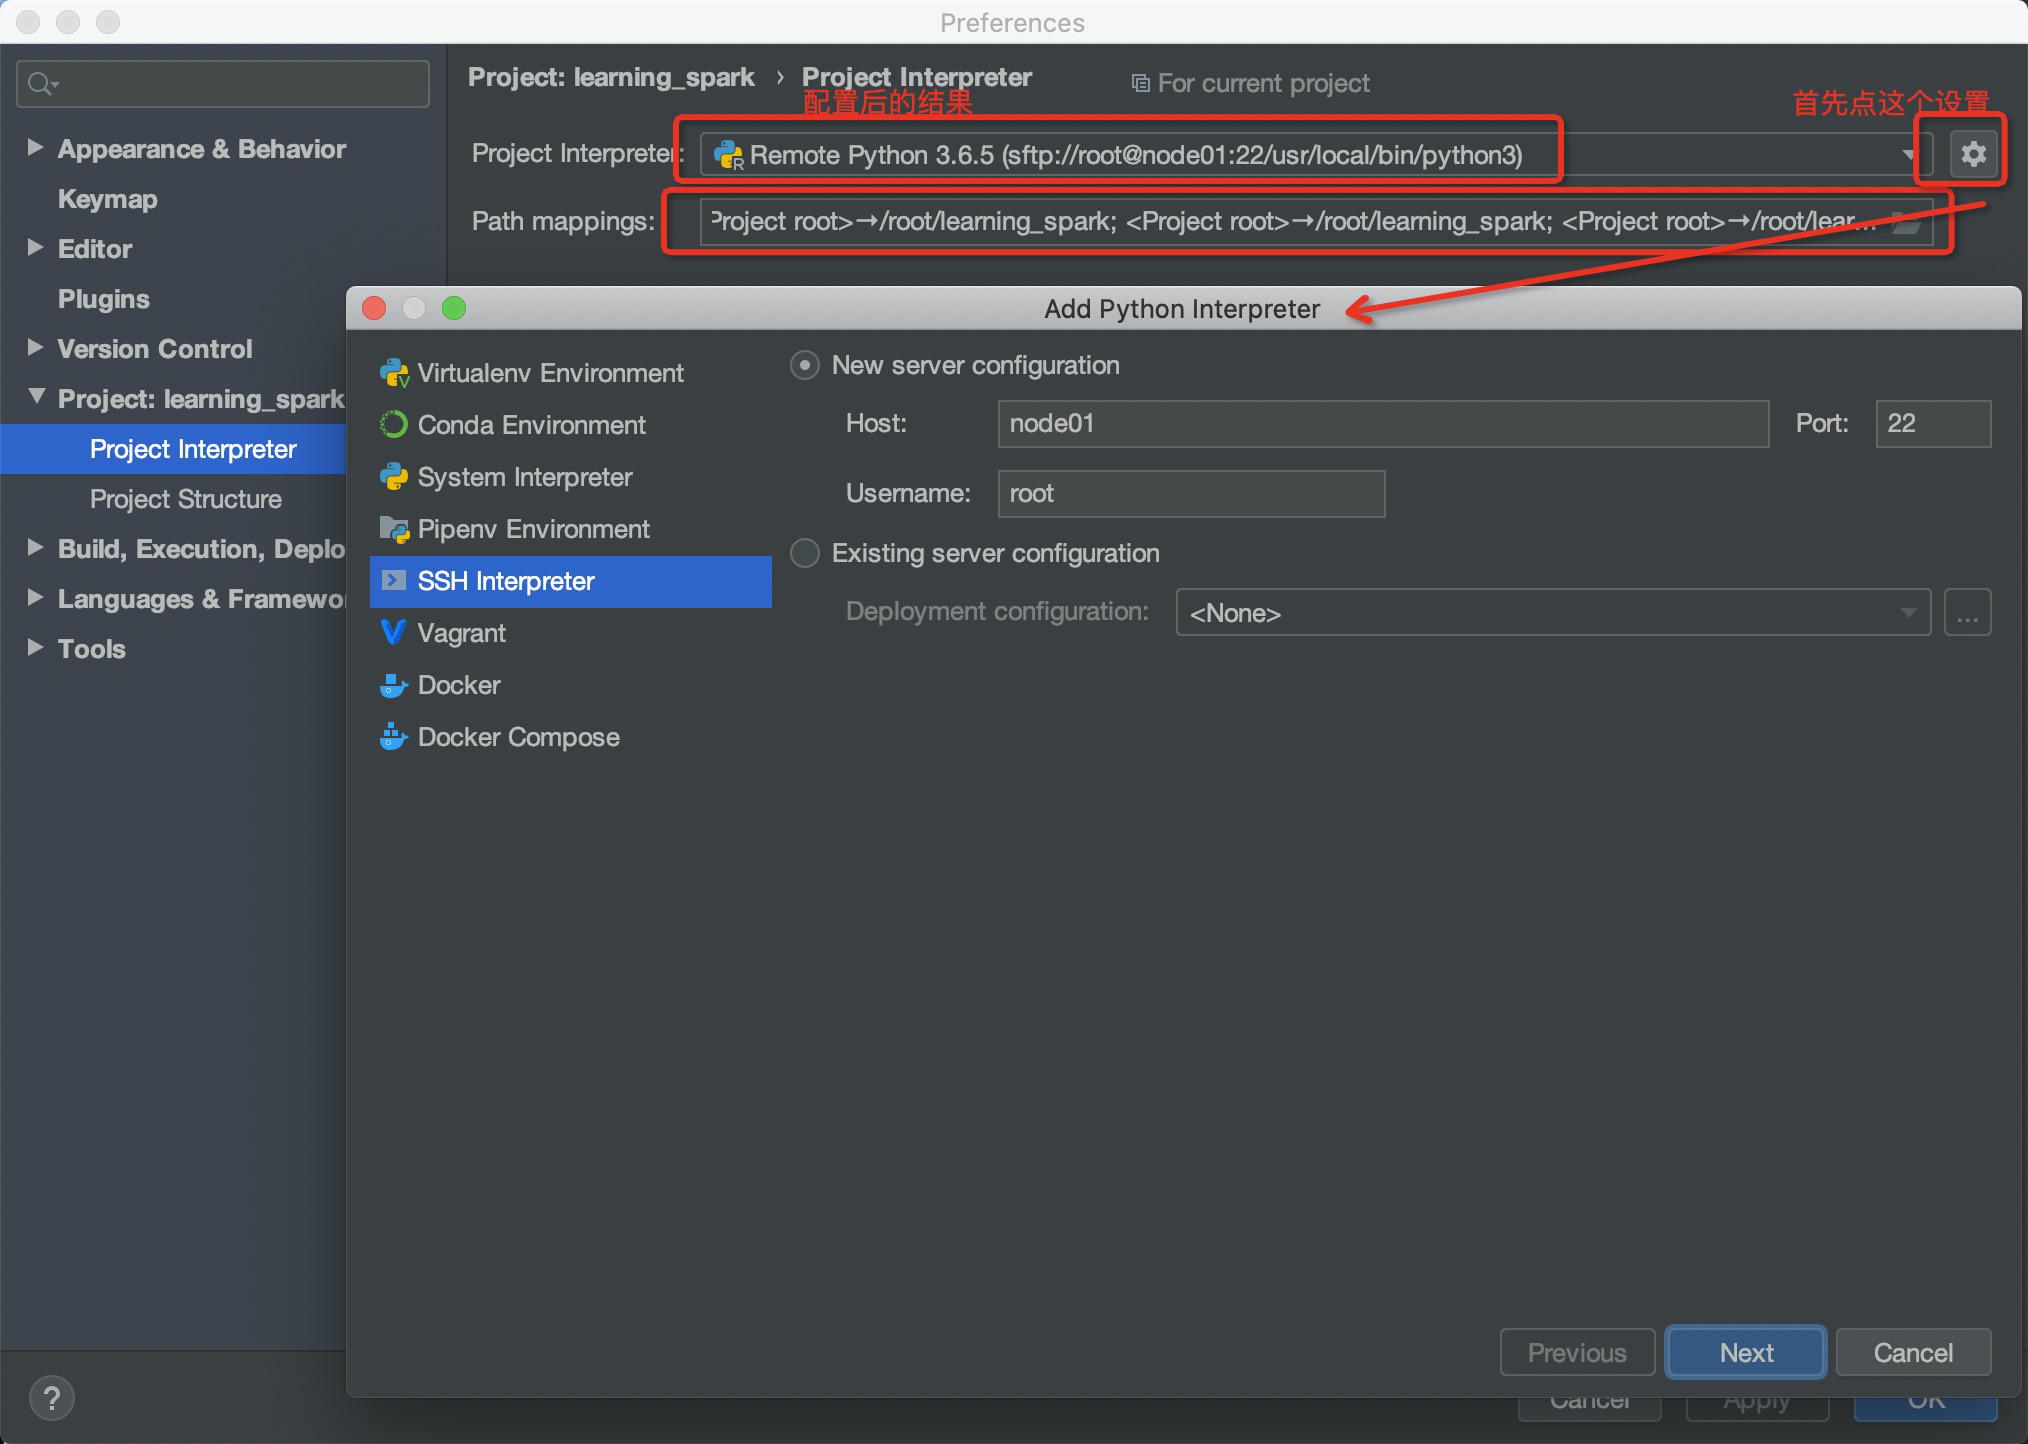 Preferences
Project: learning_spark › Project Interpreter
For current project
配置后的结果
首先点这个设置
Project Interpreter:
Remote Python 3.6.5 (sftp://root@node01:22/usr/local/bin/python3)
Path mappings:
Project root>→/root/learning_spark; <Project root>→/root/learning_spark; <Project root>→/root/lear...
Appearance & Behavior
Keymap
Editor
Plugins
Version Control
Project: learning_spark
Project Interpreter
Project Structure
Build, Execution, Deplo
Languages & Framewor
Tools
Add Python Interpreter
Virtualenv Environment
Conda Environment
System Interpreter
Pipenv Environment
SSH Interpreter
Vagrant
Docker
Docker Compose
New server configuration
Host: node01 Port: 22
Username: root
Existing server configuration
Deployment configuration: <None> ...
Previous Next Cancel
? Cancel Apply OK